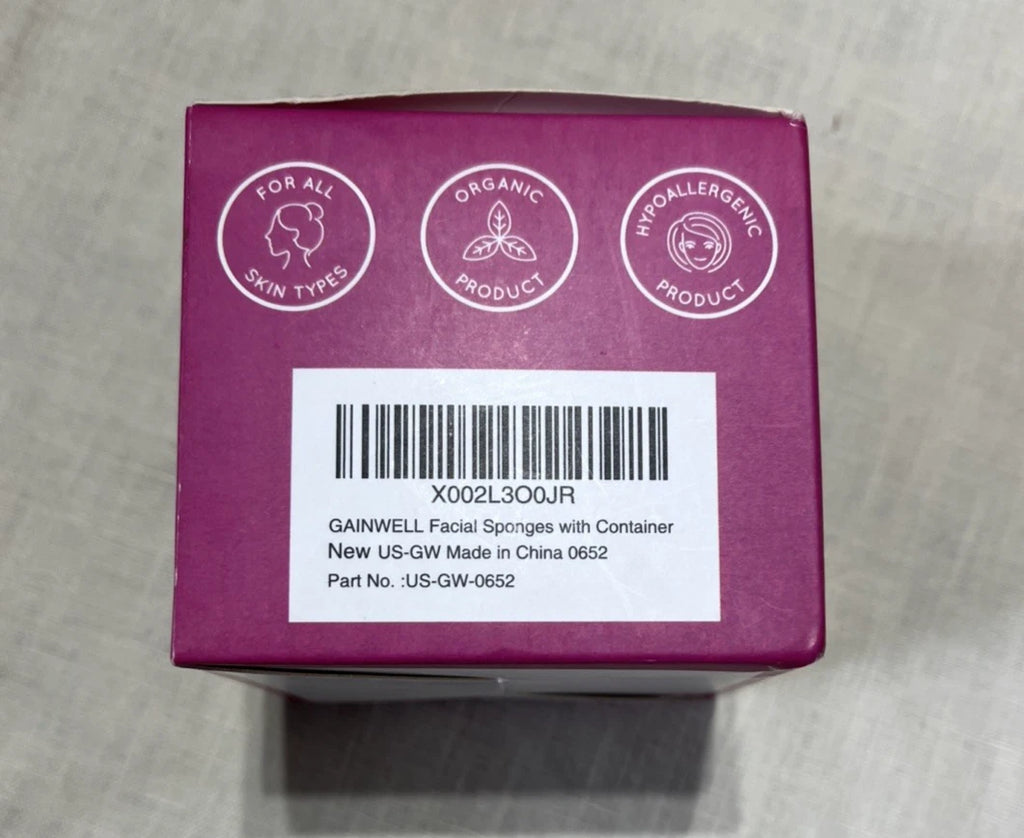 FOR ALL
SKIN TYPES
ORGANIC
PRODUCT
HYPOALLERGENIC
PRODUCT
X002L3O0JR
GAINWELL Facial Sponges with Container
New US-GW Made in China 0652
Part No. :US-GW-0652